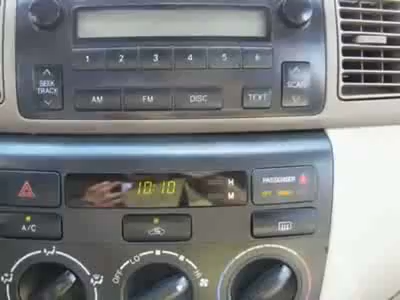 1 2 3 4 5 6
SEEK TRACK
SCAN
AM FM DISC TEXT
10:10
H
M
PASSENGER
OFF
A/C
OFF LO HI